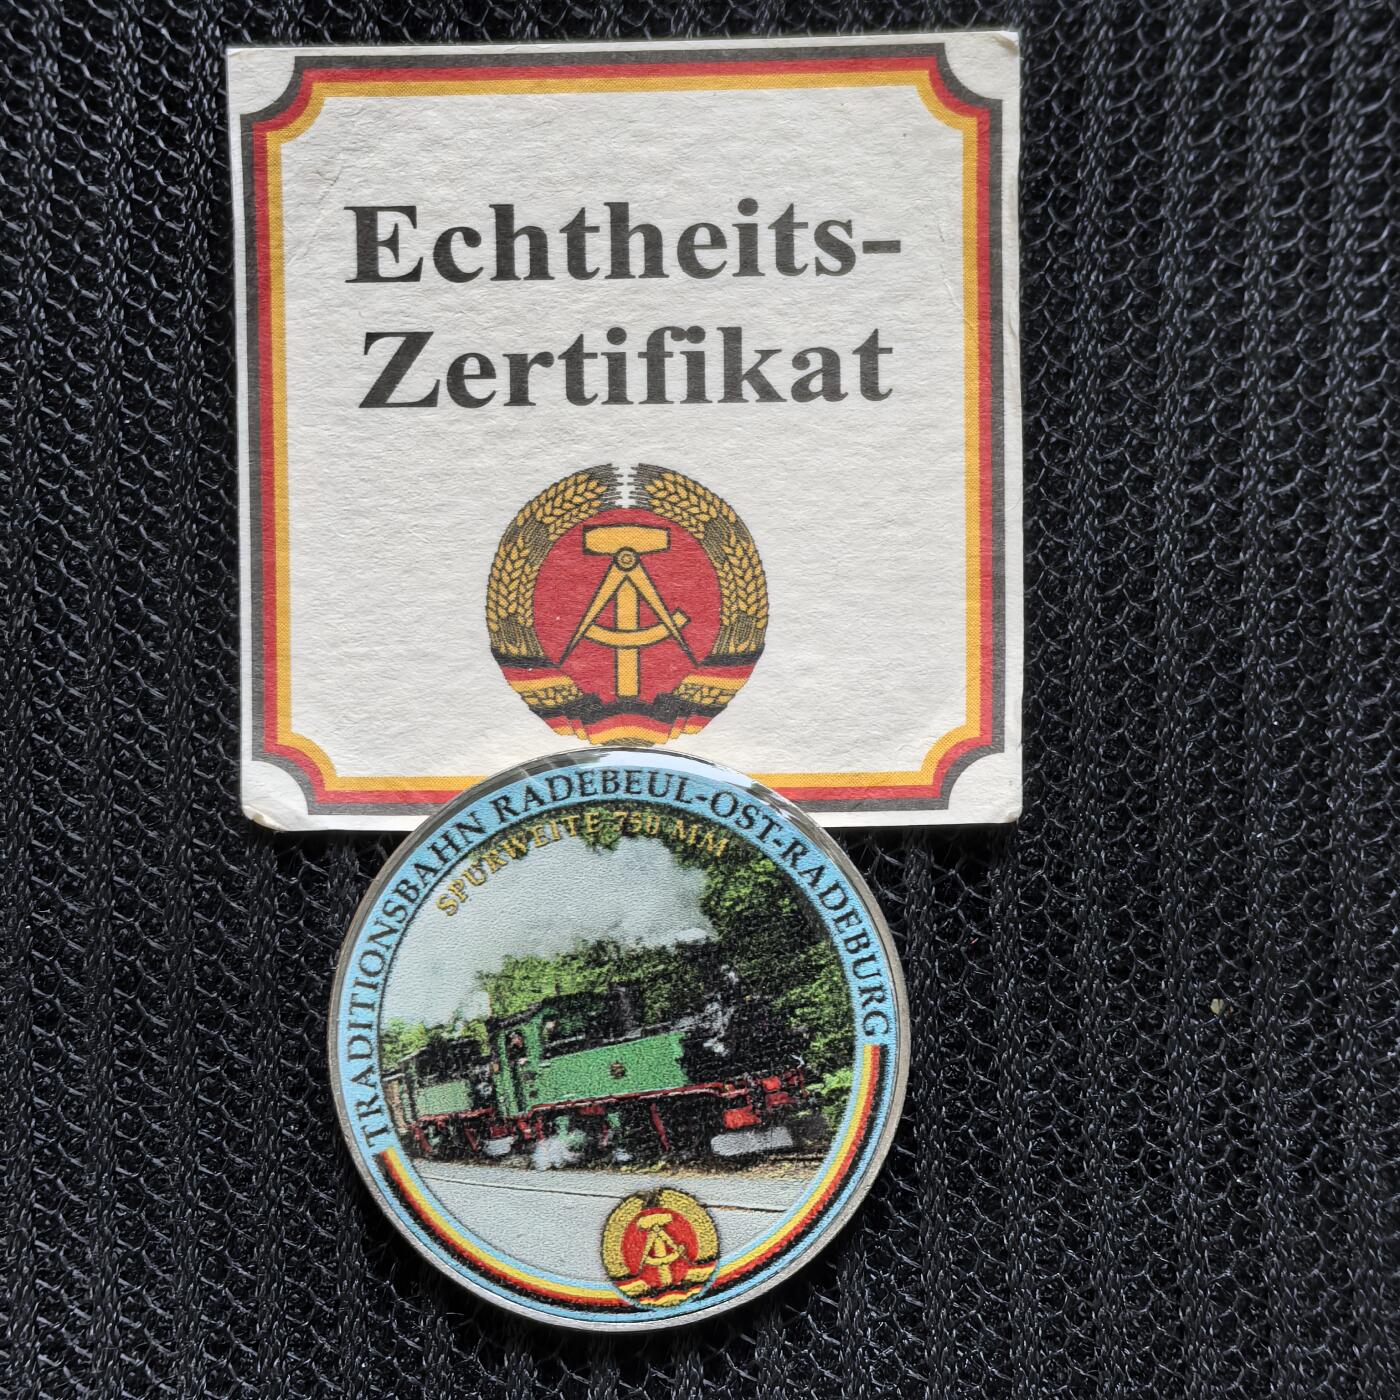 Echtheits-
Zertifikat
TRADITIONSBAHN RADEBEUL-OST-RADEBURG
SPURWEITE 750 MM